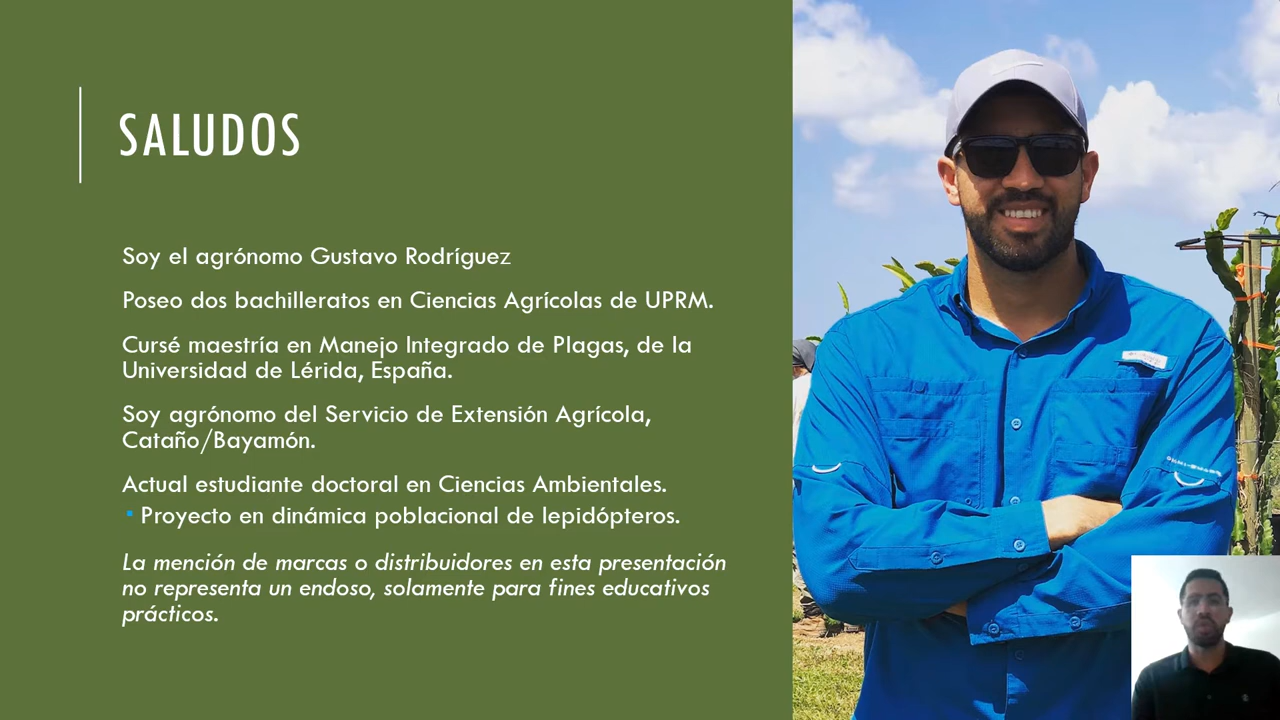 SALUDOS
Soy el agrónomo Gustavo Rodríguez
Poseo dos bachilleratos en Ciencias Agrícolas de UPRM.
Cursé maestría en Manejo Integrado de Plagas, de la
Universidad de Lérida, España.
Soy agrónomo del Servicio de Extensión Agrícola,
Cataño/Bayamón.
Actual estudiante doctoral en Ciencias Ambientales.
Proyecto en dinámica poblacional de lepidópteros.
La mención de marcas o distribuidores en esta presentación
no representa un endoso, solamente para fines educativos
prácticos.